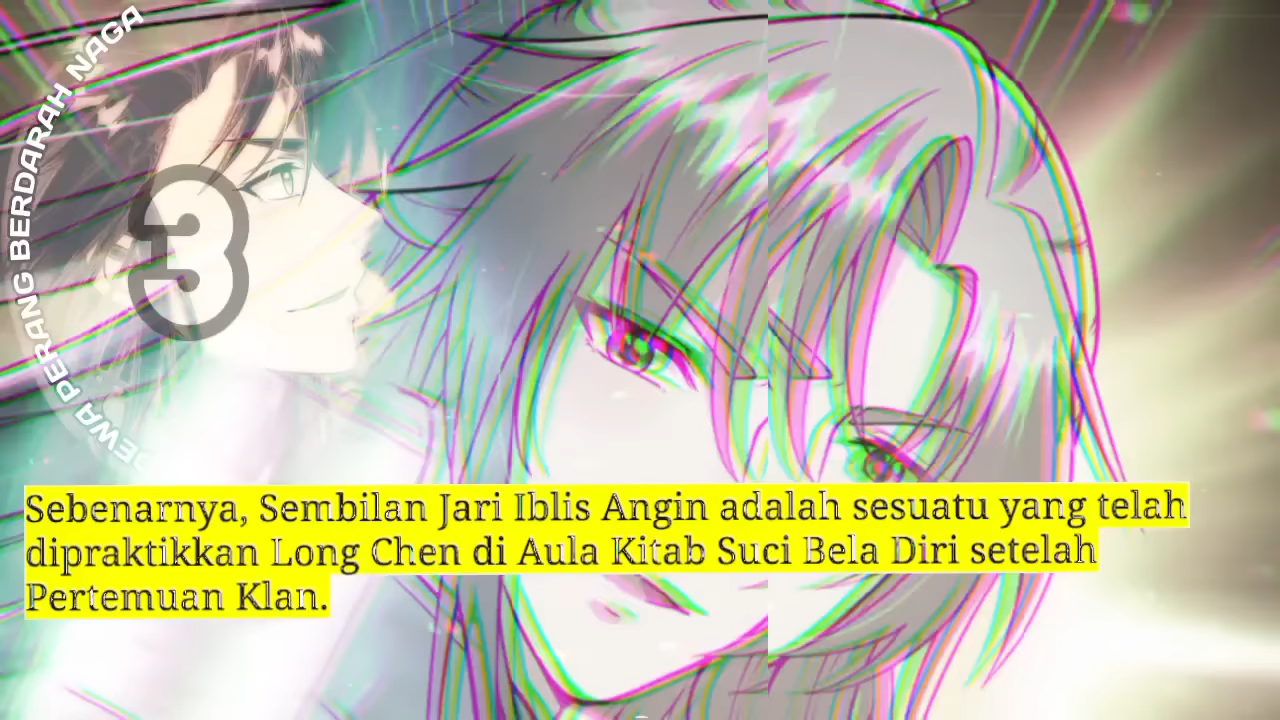 DEWA PERANG BERDARAH NAGA
3
Sebenarnya, Sembilan Jari Iblis Angin adalah sesuatu yang telah
dipraktikkan Long Chen di Aula Kitab Suci Bela Diri setelah
Pertemuan Klan.